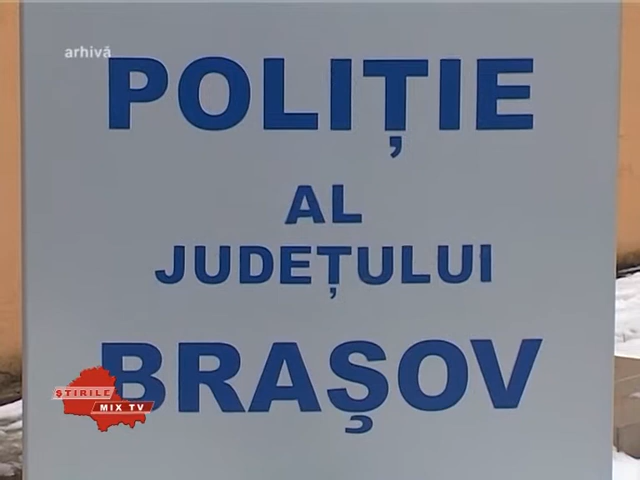 arhivă
POLIȚIE
AL
JUDEȚULUI
BRAȘOV
ȘTIRILE
MIX TV